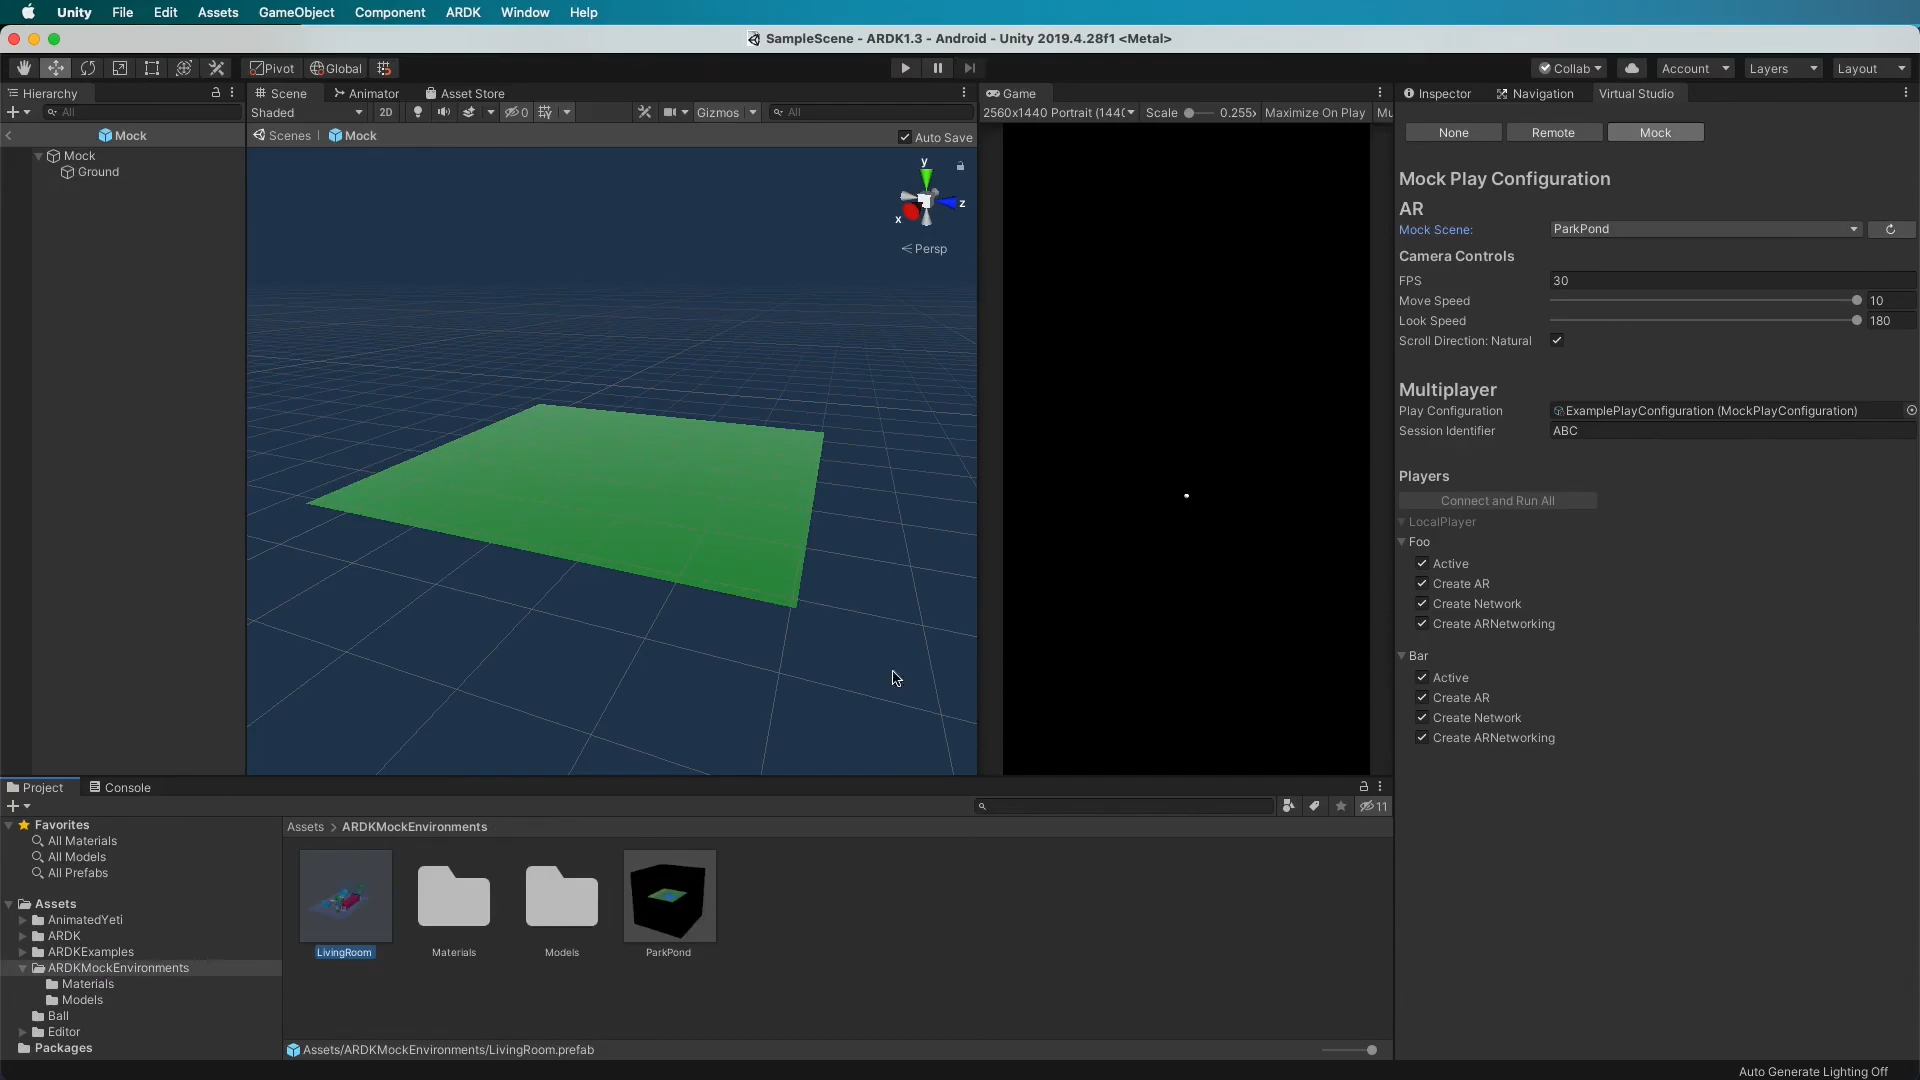 Unity File Edit Assets GameObject Component ARDK Window Help
SampleScene - ARDK1.3 - Android - Unity 2019.4.28f1 <Metal>
Pivot Global Collab Account Layers Layout
Hierarchy
All
Mock
Mock
Ground
Scene Animator Asset Store
Shaded 2D 0 Gizmos All
Scenes Mock Auto Save
y
z
x
Persp
Game
2560x1440 Portrait (144( Scale 0.255x Maximize On Play Mu
Inspector Navigation Virtual Studio
None Remote Mock
Mock Play Configuration
AR
Mock Scene: ParkPond
Camera Controls
FPS 30
Move Speed 10
Look Speed 180
Scroll Direction: Natural
Multiplayer
Play Configuration ExamplePlayConfiguration (MockPlayConfiguration)
Session Identifier ABC
Players
Connect and Run All
LocalPlayer
Foo
Active
Create AR
Create Network
Create ARNetworking
Bar
Active
Create AR
Create Network
Create ARNetworking
Project Console
11
Favorites
All Materials
All Models
All Prefabs
Assets
AnimatedYeti
ARDK
ARDKExamples
ARDKMockEnvironments
Materials
Models
Ball
Editor
Packages
Assets > ARDKMockEnvironments
LivingRoom Materials Models ParkPond
Assets/ARDKMockEnvironments/LivingRoom.prefab
Auto Generate Lighting Off